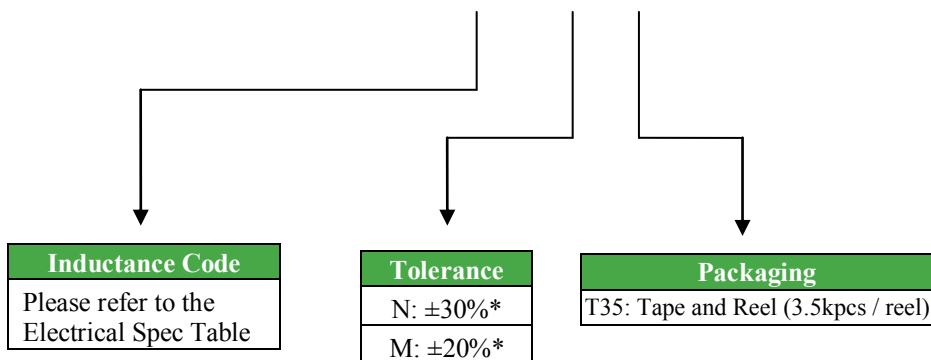 Inductance Code
Please refer to the
Electrical Spec Table
Tolerance
N: ±30%*
M: ±20%*
Packaging
T35: Tape and Reel (3.5kpcs / reel)